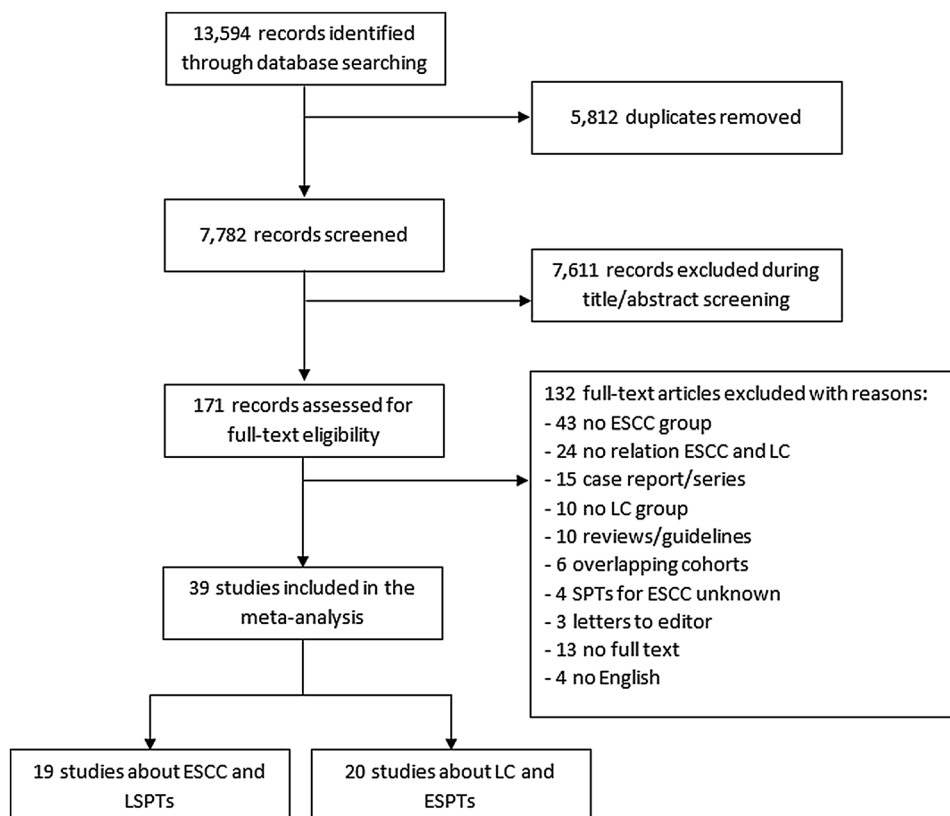 13,594 records identified
through database searching
5,812 duplicates removed
7,782 records screened
7,611 records excluded during
title/abstract screening
171 records assessed for
full-text eligibility
132 full-text articles excluded with reasons:
- 43 no ESCC group
- 24 no relation ESCC and LC
- 15 case report/series
- 10 no LC group
- 10 reviews/guidelines
- 6 overlapping cohorts
- 4 SPTs for ESCC unknown
- 3 letters to editor
- 13 no full text
- 4 no English
39 studies included in the
meta-analysis
19 studies about ESCC and
LSPTs
20 studies about LC and
ESPTs